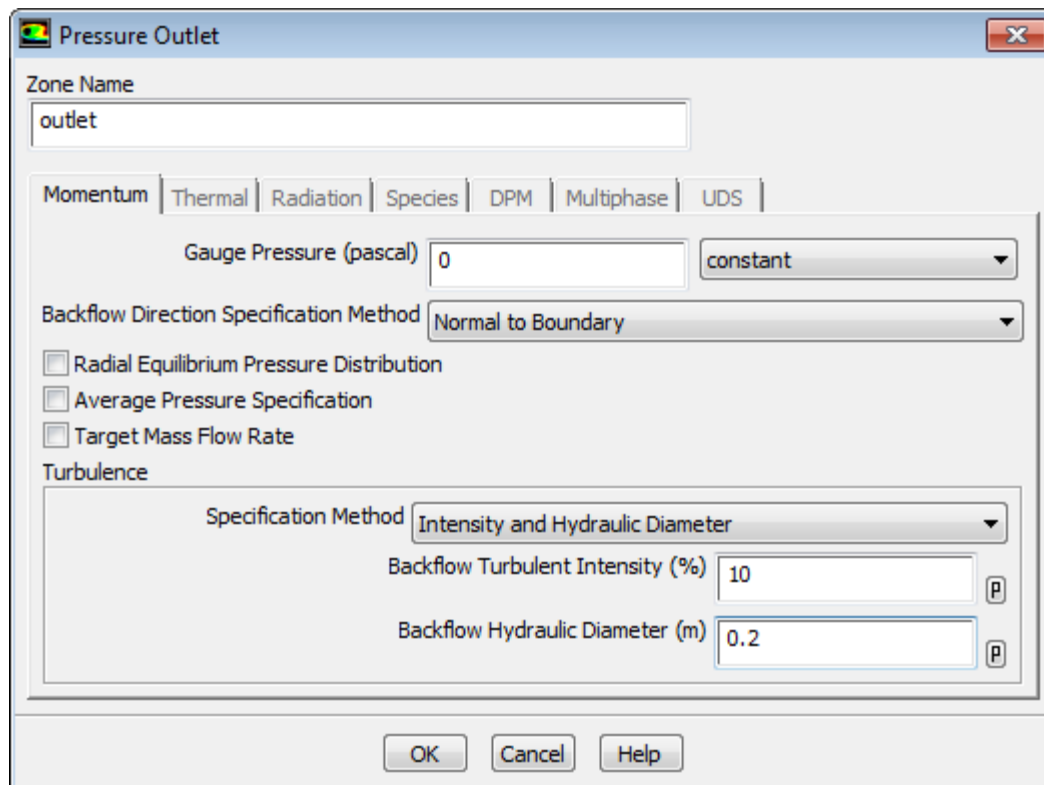 Pressure Outlet
Zone Name
outlet
Momentum Thermal Radiation Species DPM Multiphase UDS
Gauge Pressure (pascal) 0 constant
Backflow Direction Specification Method Normal to Boundary
Radial Equilibrium Pressure Distribution
Average Pressure Specification
Target Mass Flow Rate
Turbulence
Specification Method Intensity and Hydraulic Diameter
Backflow Turbulent Intensity (%) 10 P
Backflow Hydraulic Diameter (m) 0.2 P
OK Cancel Help